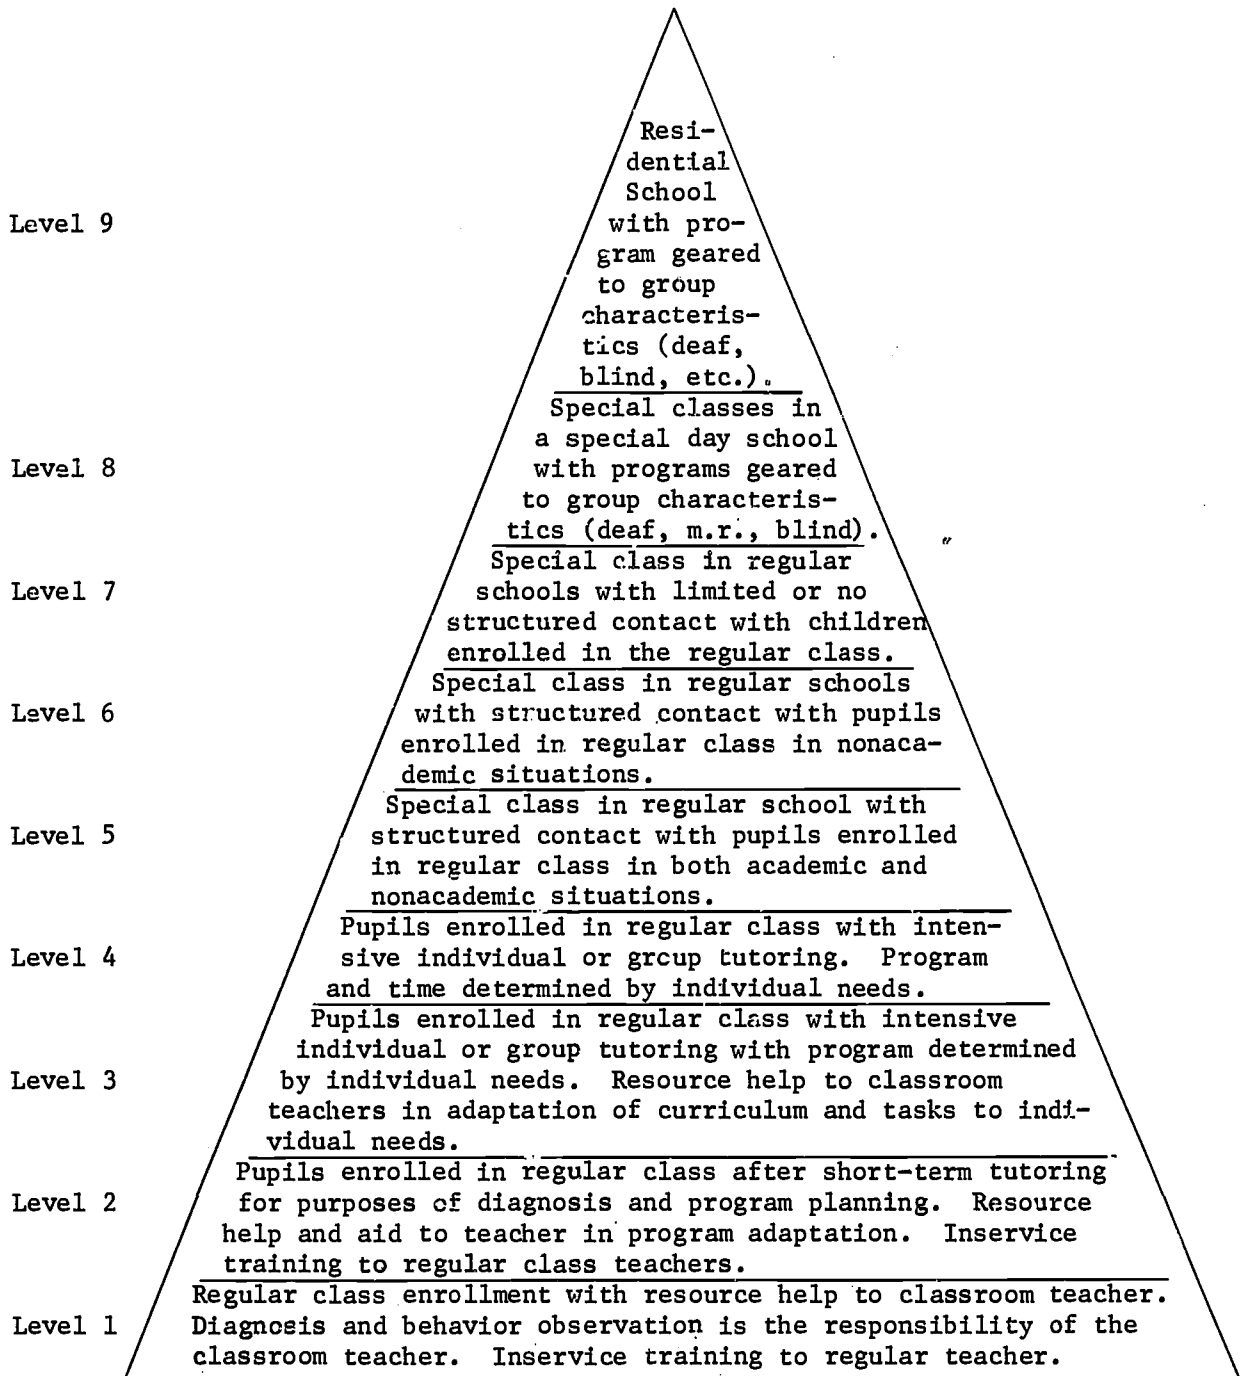 Resi-
dential
School
Level 9 with pro-
gram geared
to group
characteris-
tics (deaf,
blind, etc.).
Special classes in
a special day school
Level 8 with programs geared
to group characteris-
tics (deaf, m.r., blind).
Special class in regular
Level 7 schools with limited or no
structured contact with children
enrolled in the regular class.
Special class in regular schools
Level 6 with structured contact with pupils
enrolled in regular class in nonaca-
demic situations.
Special class in regular school with
Level 5 structured contact with pupils enrolled
in regular class in both academic and
nonacademic situations.
Pupils enrolled in regular class with inten-
Level 4 sive individual or group tutoring. Program
and time determined by individual needs.
Pupils enrolled in regular class with intensive
individual or group tutoring with program determined
Level 3 by individual needs. Resource help to classroom
teachers in adaptation of curriculum and tasks to indi-
vidual needs.
Pupils enrolled in regular class after short-term tutoring
Level 2 for purposes of diagnosis and program planning. Resource
help and aid to teacher in program adaptation. Inservice
training to regular class teachers.
Regular class enrollment with resource help to classroom teacher.
Level 1 Diagnosis and behavior observation is the responsibility of the
classroom teacher. Inservice training to regular teacher.